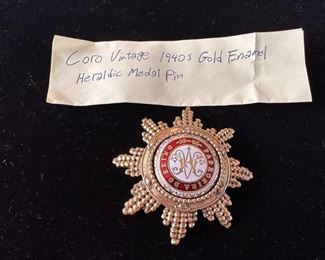 Coro Vintage 1940s Gold Enamel
Heraldic Medal Pin